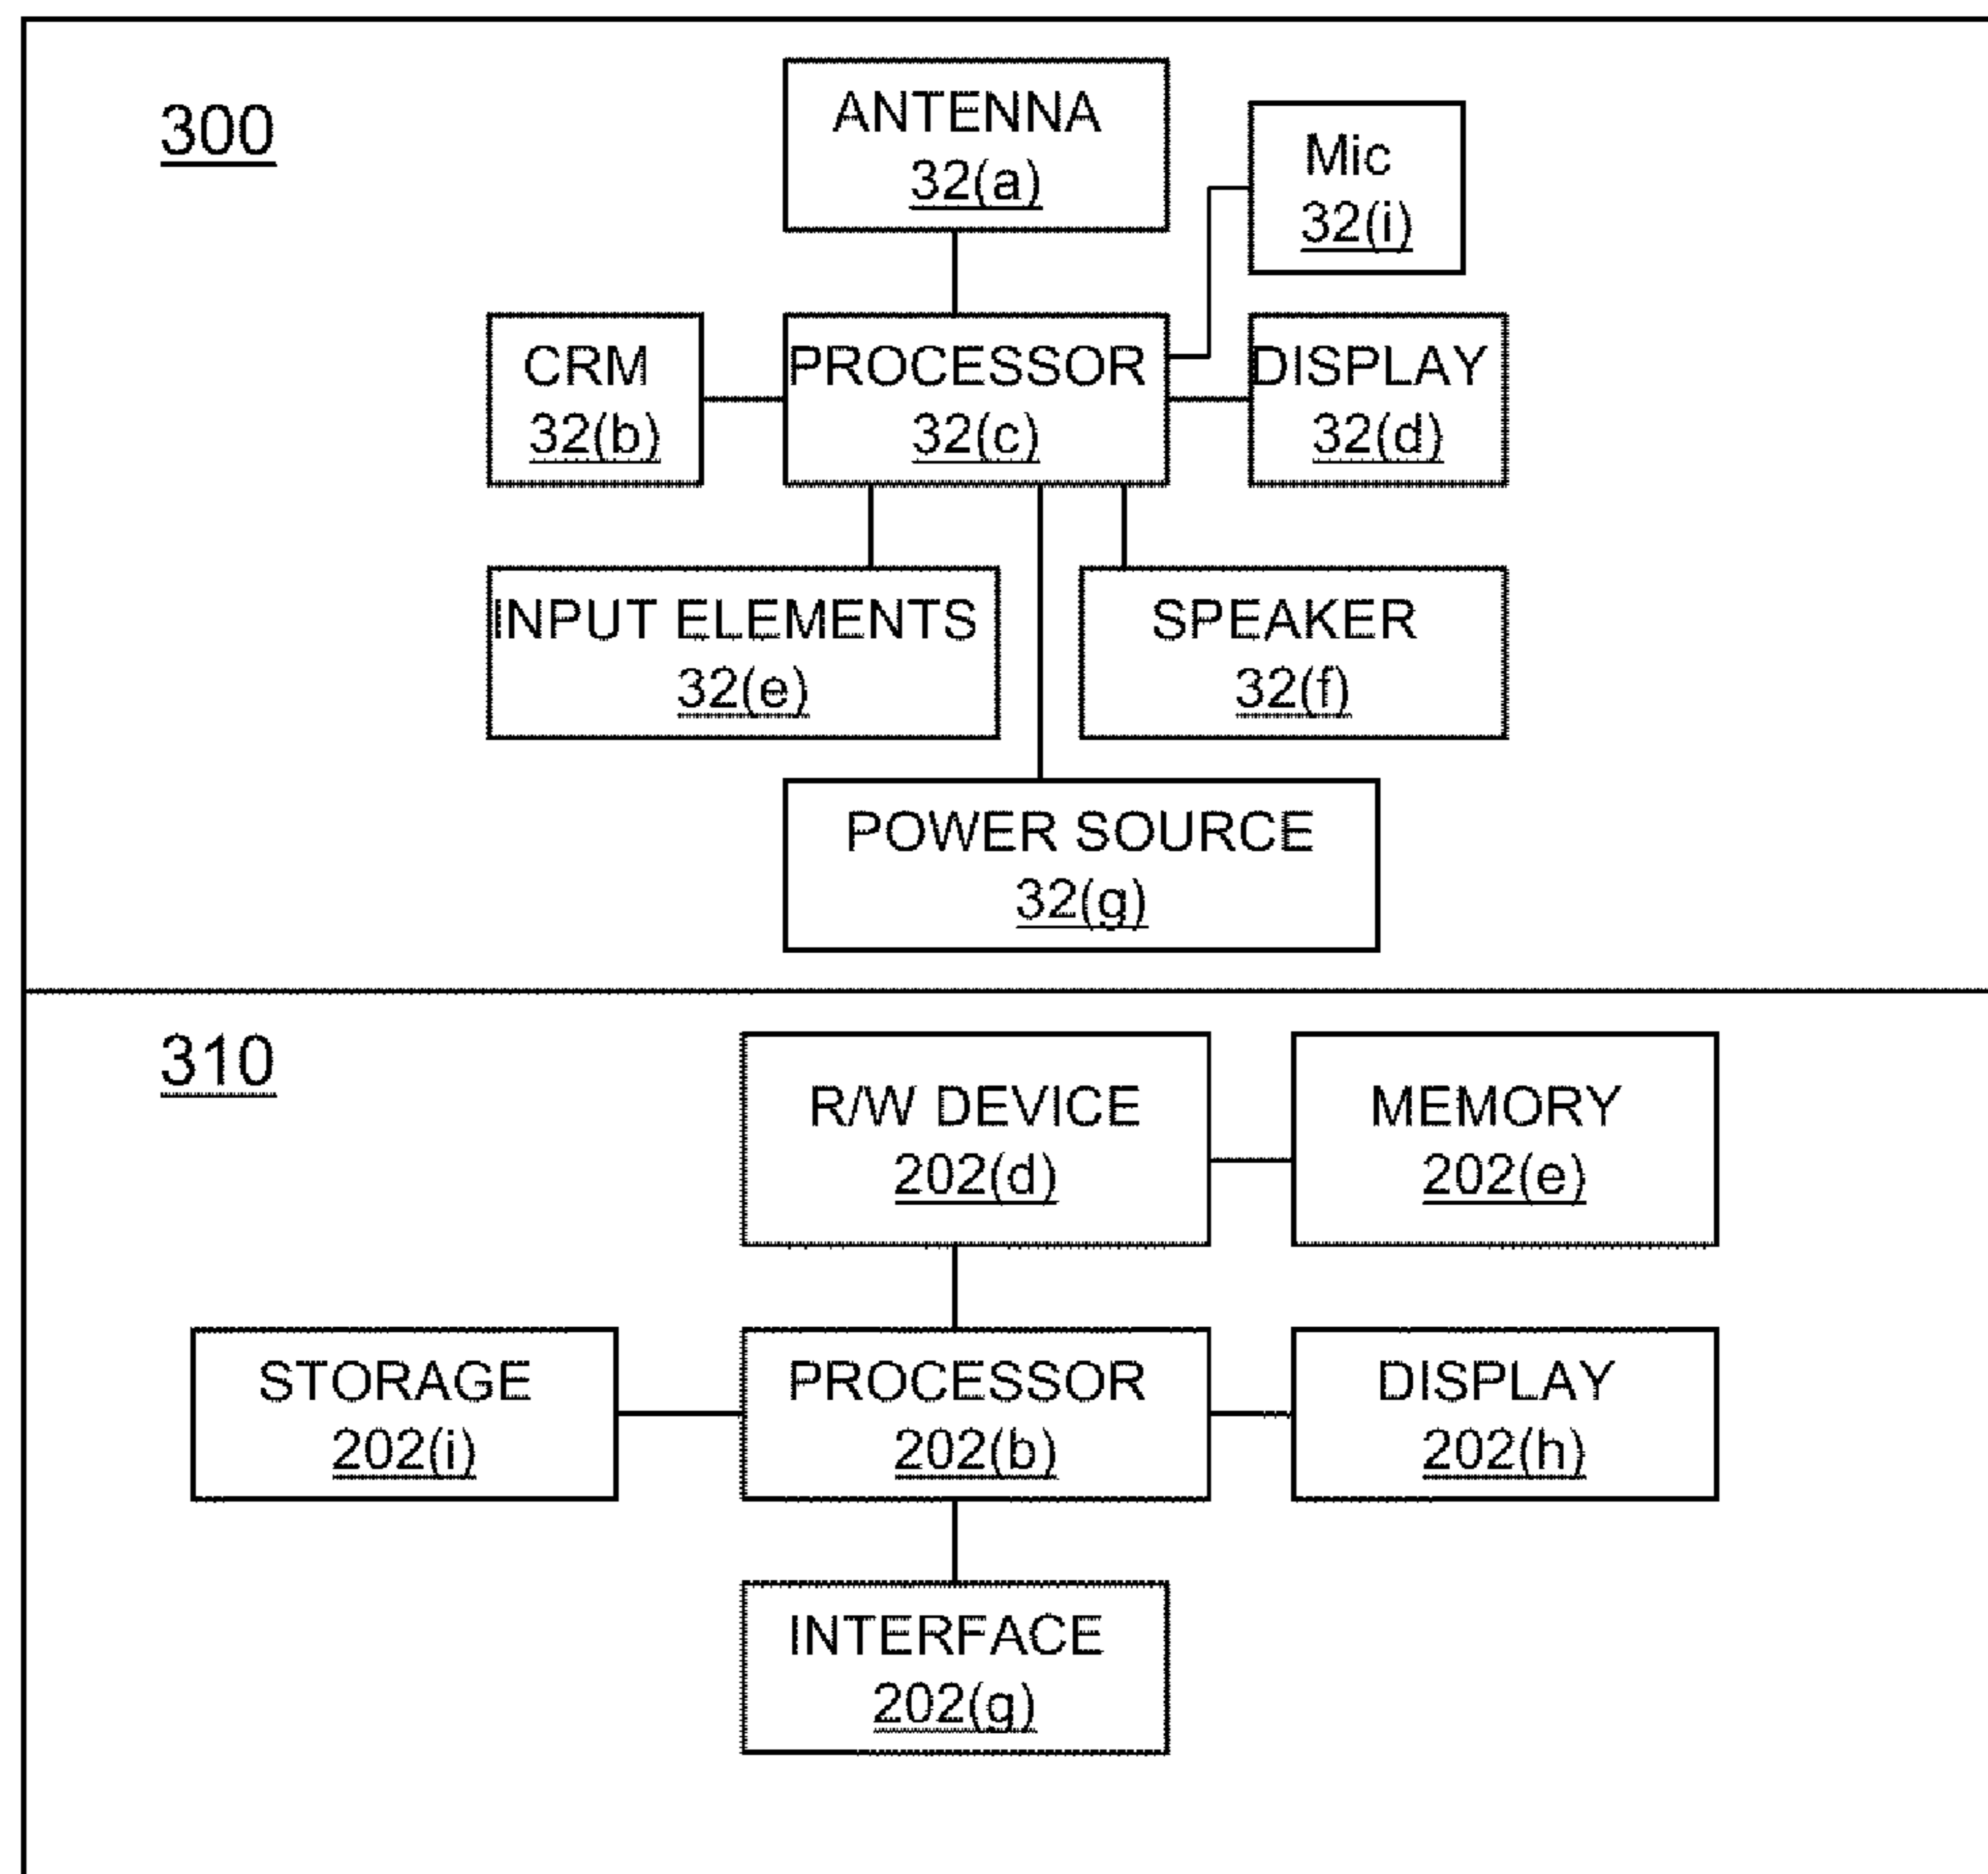 300
ANTENNA
32(a)
Mic
32(i)
CRM
32(b)
PROCESSOR
32(c)
DISPLAY
32(d)
INPUT ELEMENTS
32(e)
SPEAKER
32(f)
POWER SOURCE
32(g)
310
R/W DEVICE
202(d)
MEMORY
202(e)
STORAGE
202(i)
PROCESSOR
202(b)
DISPLAY
202(h)
INTERFACE
202(g)